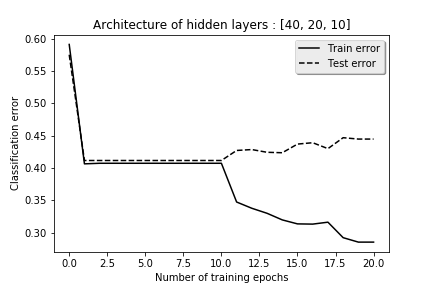 Architecture of hidden layers : [40, 20, 10]
Train error
Test error
0.60
0.55
0.50
0.45
0.40
0.35
0.30
Classification error
0.0 2.5 5.0 7.5 10.0 12.5 15.0 17.5 20.0
Number of training epochs